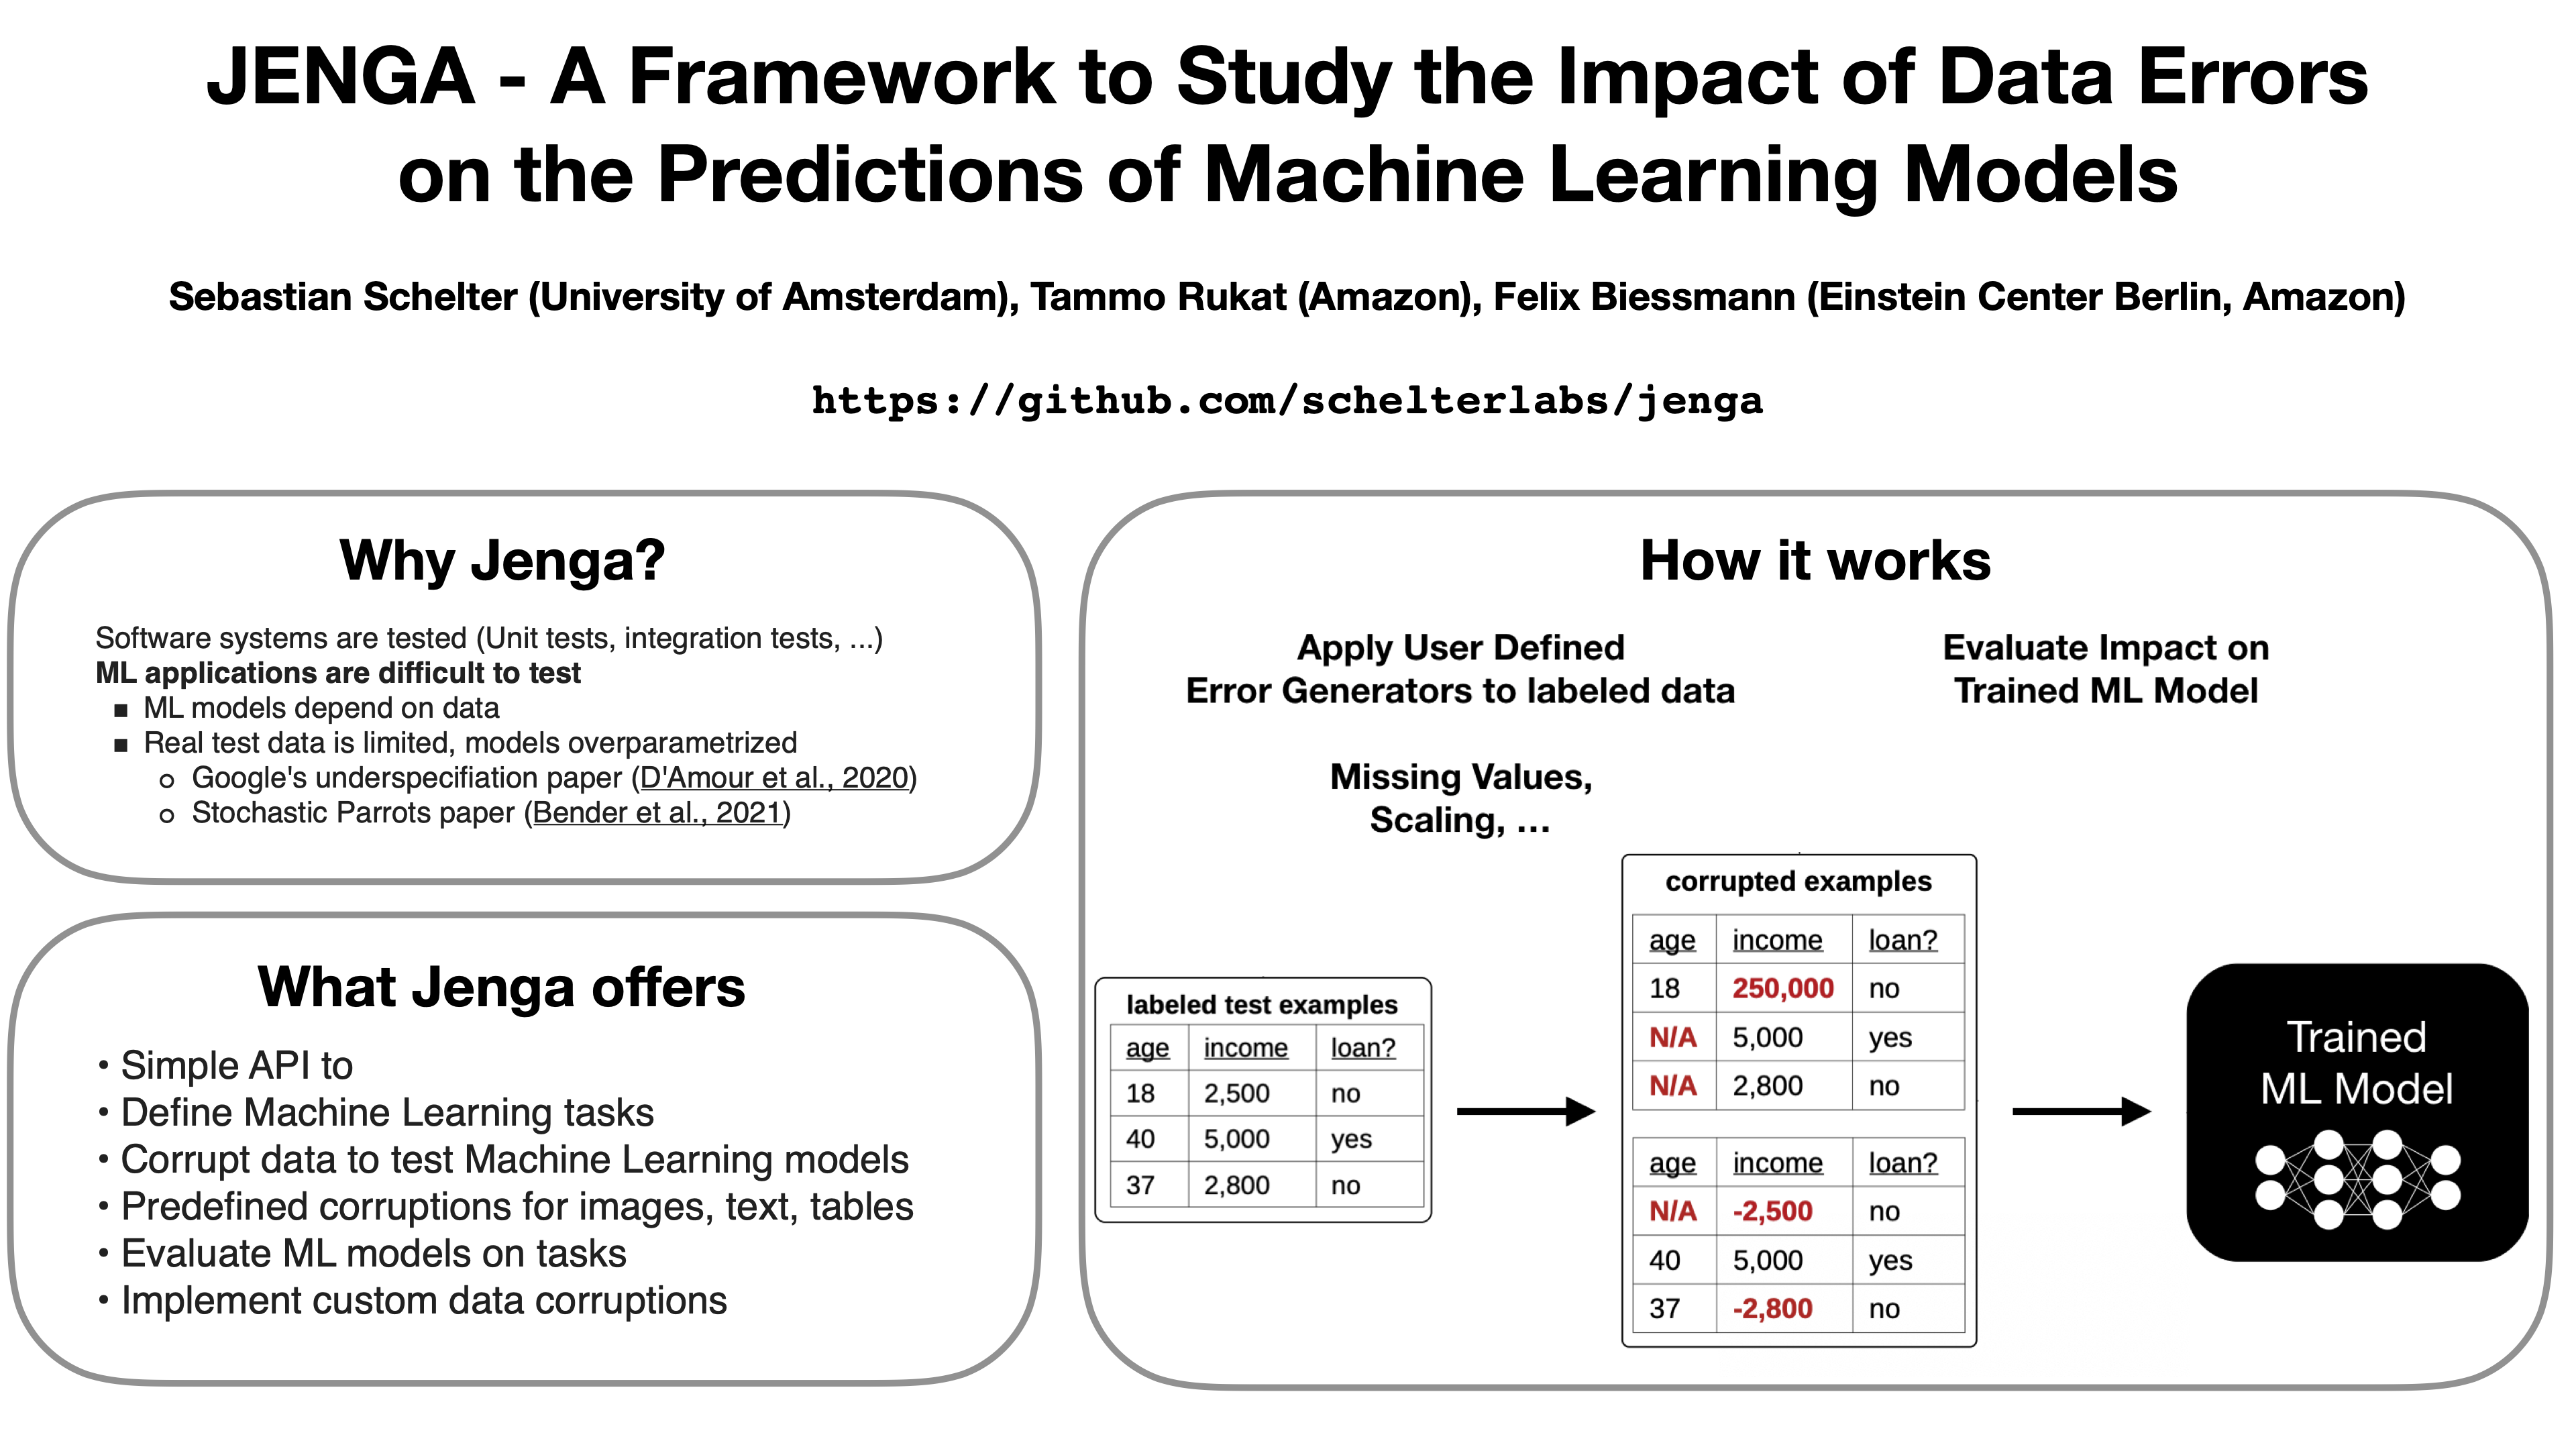 JENGA - A Framework to Study the Impact of Data Errors
on the Predictions of Machine Learning Models
Sebastian Schelter (University of Amsterdam), Tammo Rukat (Amazon), Felix Biessmann (Einstein Center Berlin, Amazon)
https://github.com/schelterlabs/jenga
Why Jenga?
Software systems are tested (Unit tests, integration tests, ...)
ML applications are difficult to test
▪ ML models depend on data
▪ Real test data is limited, models overparametrized
o Google's underspecifiation paper (D'Amour et al., 2020)
o Stochastic Parrots paper (Bender et al., 2021)
What Jenga offers
• Simple API to
• Define Machine Learning tasks
• Corrupt data to test Machine Learning models
• Predefined corruptions for images, text, tables
• Evaluate ML models on tasks
• Implement custom data corruptions
How it works
Apply User Defined
Error Generators to labeled data
Missing Values,
Scaling, …
Evaluate Impact on
Trained ML Model
labeled test examples
age income loan?
18 2,500 no
40 5,000 yes
37 2,800 no
corrupted examples
age income loan?
18 250,000 no
N/A 5,000 yes
N/A 2,800 no
age income loan?
N/A -2,500 no
40 5,000 yes
37 -2,800 no
Trained
ML Model